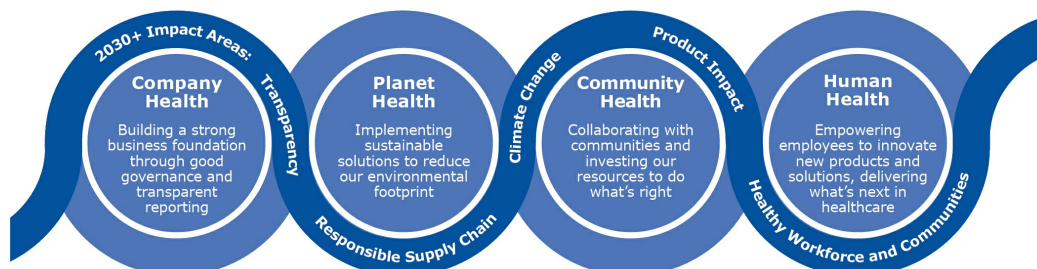 2030+ Impact Areas:
Transparency
Responsible Supply Chain
Climate Change
Product Impact
Healthy Workforce and Communities
Company
Health
Building a strong
business foundation
through good
governance and
transparent
reporting
Planet
Health
Implementing
sustainable
solutions to reduce
our environmental
footprint
Community
Health
Collaborating with
communities and
investing our
resources to do
what’s right
Human
Health
Empowering
employees to innovate
new products and
solutions, delivering
what’s next in
healthcare